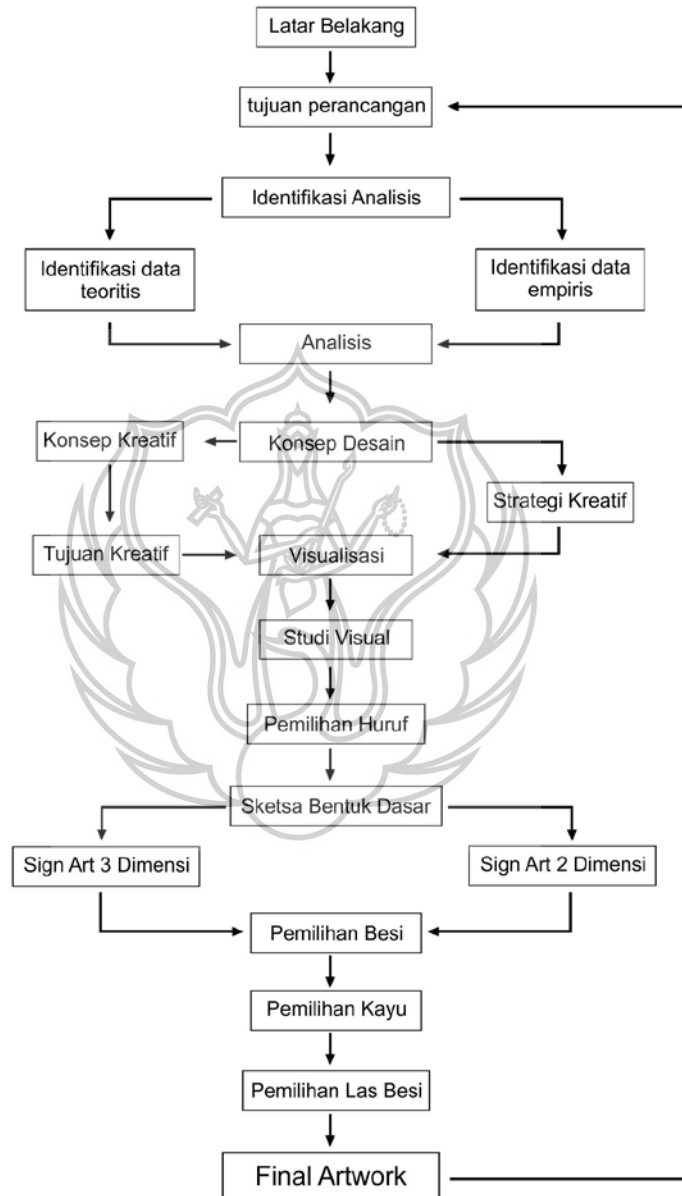 Latar Belakang
tujuan perancangan
Identifikasi Analisis
Identifikasi data
teoritis
Identifikasi data
empiris
Analisis
Konsep Kreatif
Konsep Desain
Strategi Kreatif
Tujuan Kreatif
Visualisasi
Studi Visual
Pemilihan Huruf
Sketsa Bentuk Dasar
Sign Art 3 Dimensi
Sign Art 2 Dimensi
Pemilihan Besi
Pemilihan Kayu
Pemilihan Las Besi
Final Artwork